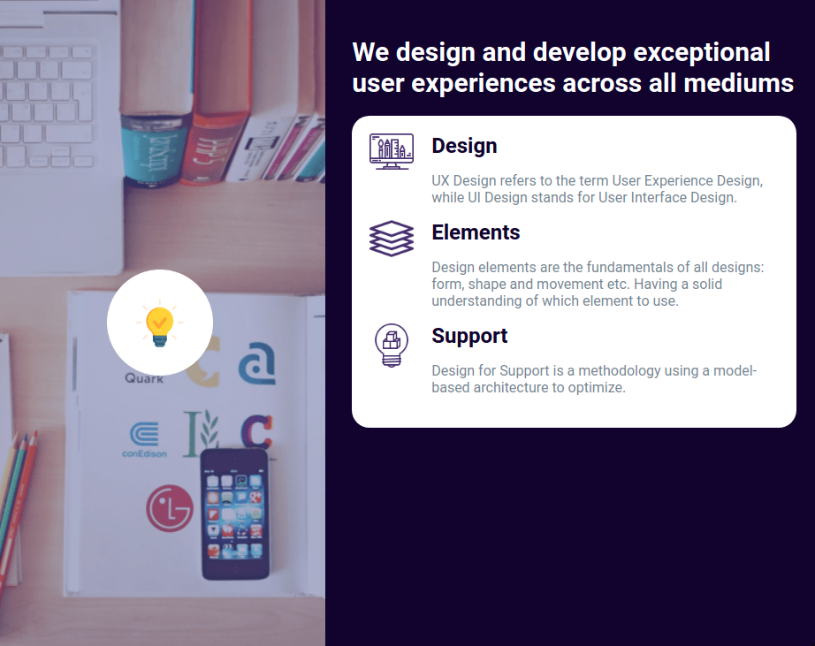 We design and develop exceptional
user experiences across all mediums
Design
UX Design refers to the term User Experience Design,
while UI Design stands for User Interface Design.
Elements
Design elements are the fundamentals of all designs:
form, shape and movement etc. Having a solid
understanding of which element to use.
Support
Design for Support is a methodology using a model-
based architecture to optimize.
Quark
conEdison